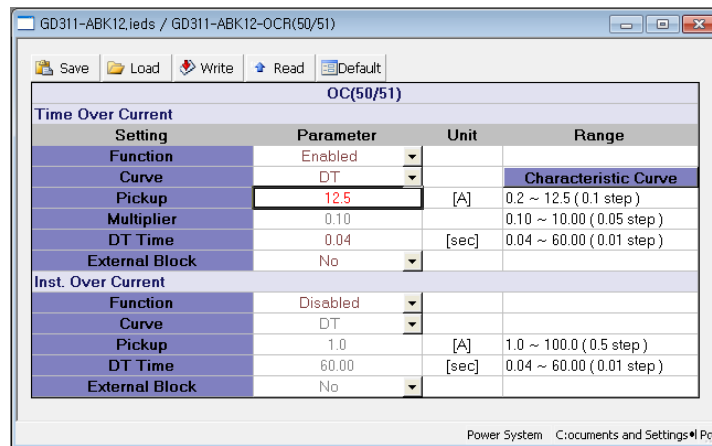 GD311-ABK12.ieds / GD311-ABK12-OCR(50/51)
Save Load Write Read Default
OC(50/51)
Time Over Current
Setting Parameter Unit Range
Function Enabled
Curve DT Characteristic Curve
Pickup 12.5 [A] 0.2 ~ 12.5 ( 0.1 step )
Multiplier 0.10 0.10 ~ 10.00 ( 0.05 step )
DT Time 0.04 [sec] 0.04 ~ 60.00 ( 0.01 step )
External Block No
Inst. Over Current
Function Disabled
Curve DT
Pickup 1.0 [A] 1.0 ~ 100.0 ( 0.5 step )
DT Time 60.00 [sec] 0.04 ~ 60.00 ( 0.01 step )
External Block No
Power System C:ocuments and Settings